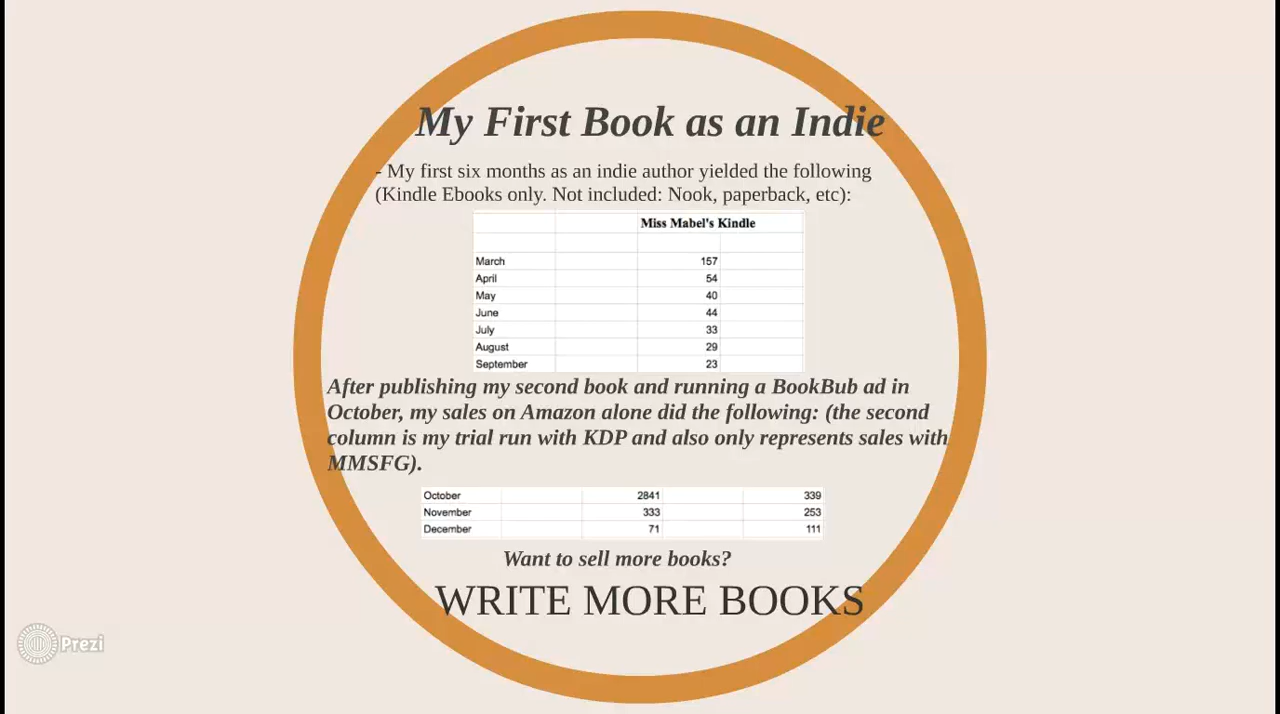 My First Book as an Indie
- My first six months as an indie author yielded the following
(Kindle Ebooks only. Not included: Nook, paperback, etc):
Miss Mabel's Kindle
March 157
April 54
May 40
June 44
July 33
August 29
September 23
After publishing my second book and running a BookBub ad in
October, my sales on Amazon alone did the following: (the second
column is my trial run with KDP and also only represents sales with
MMSFG).
October 2841 339
November 333 253
December 71 111
Want to sell more books?
WRITE MORE BOOKS
Prezi